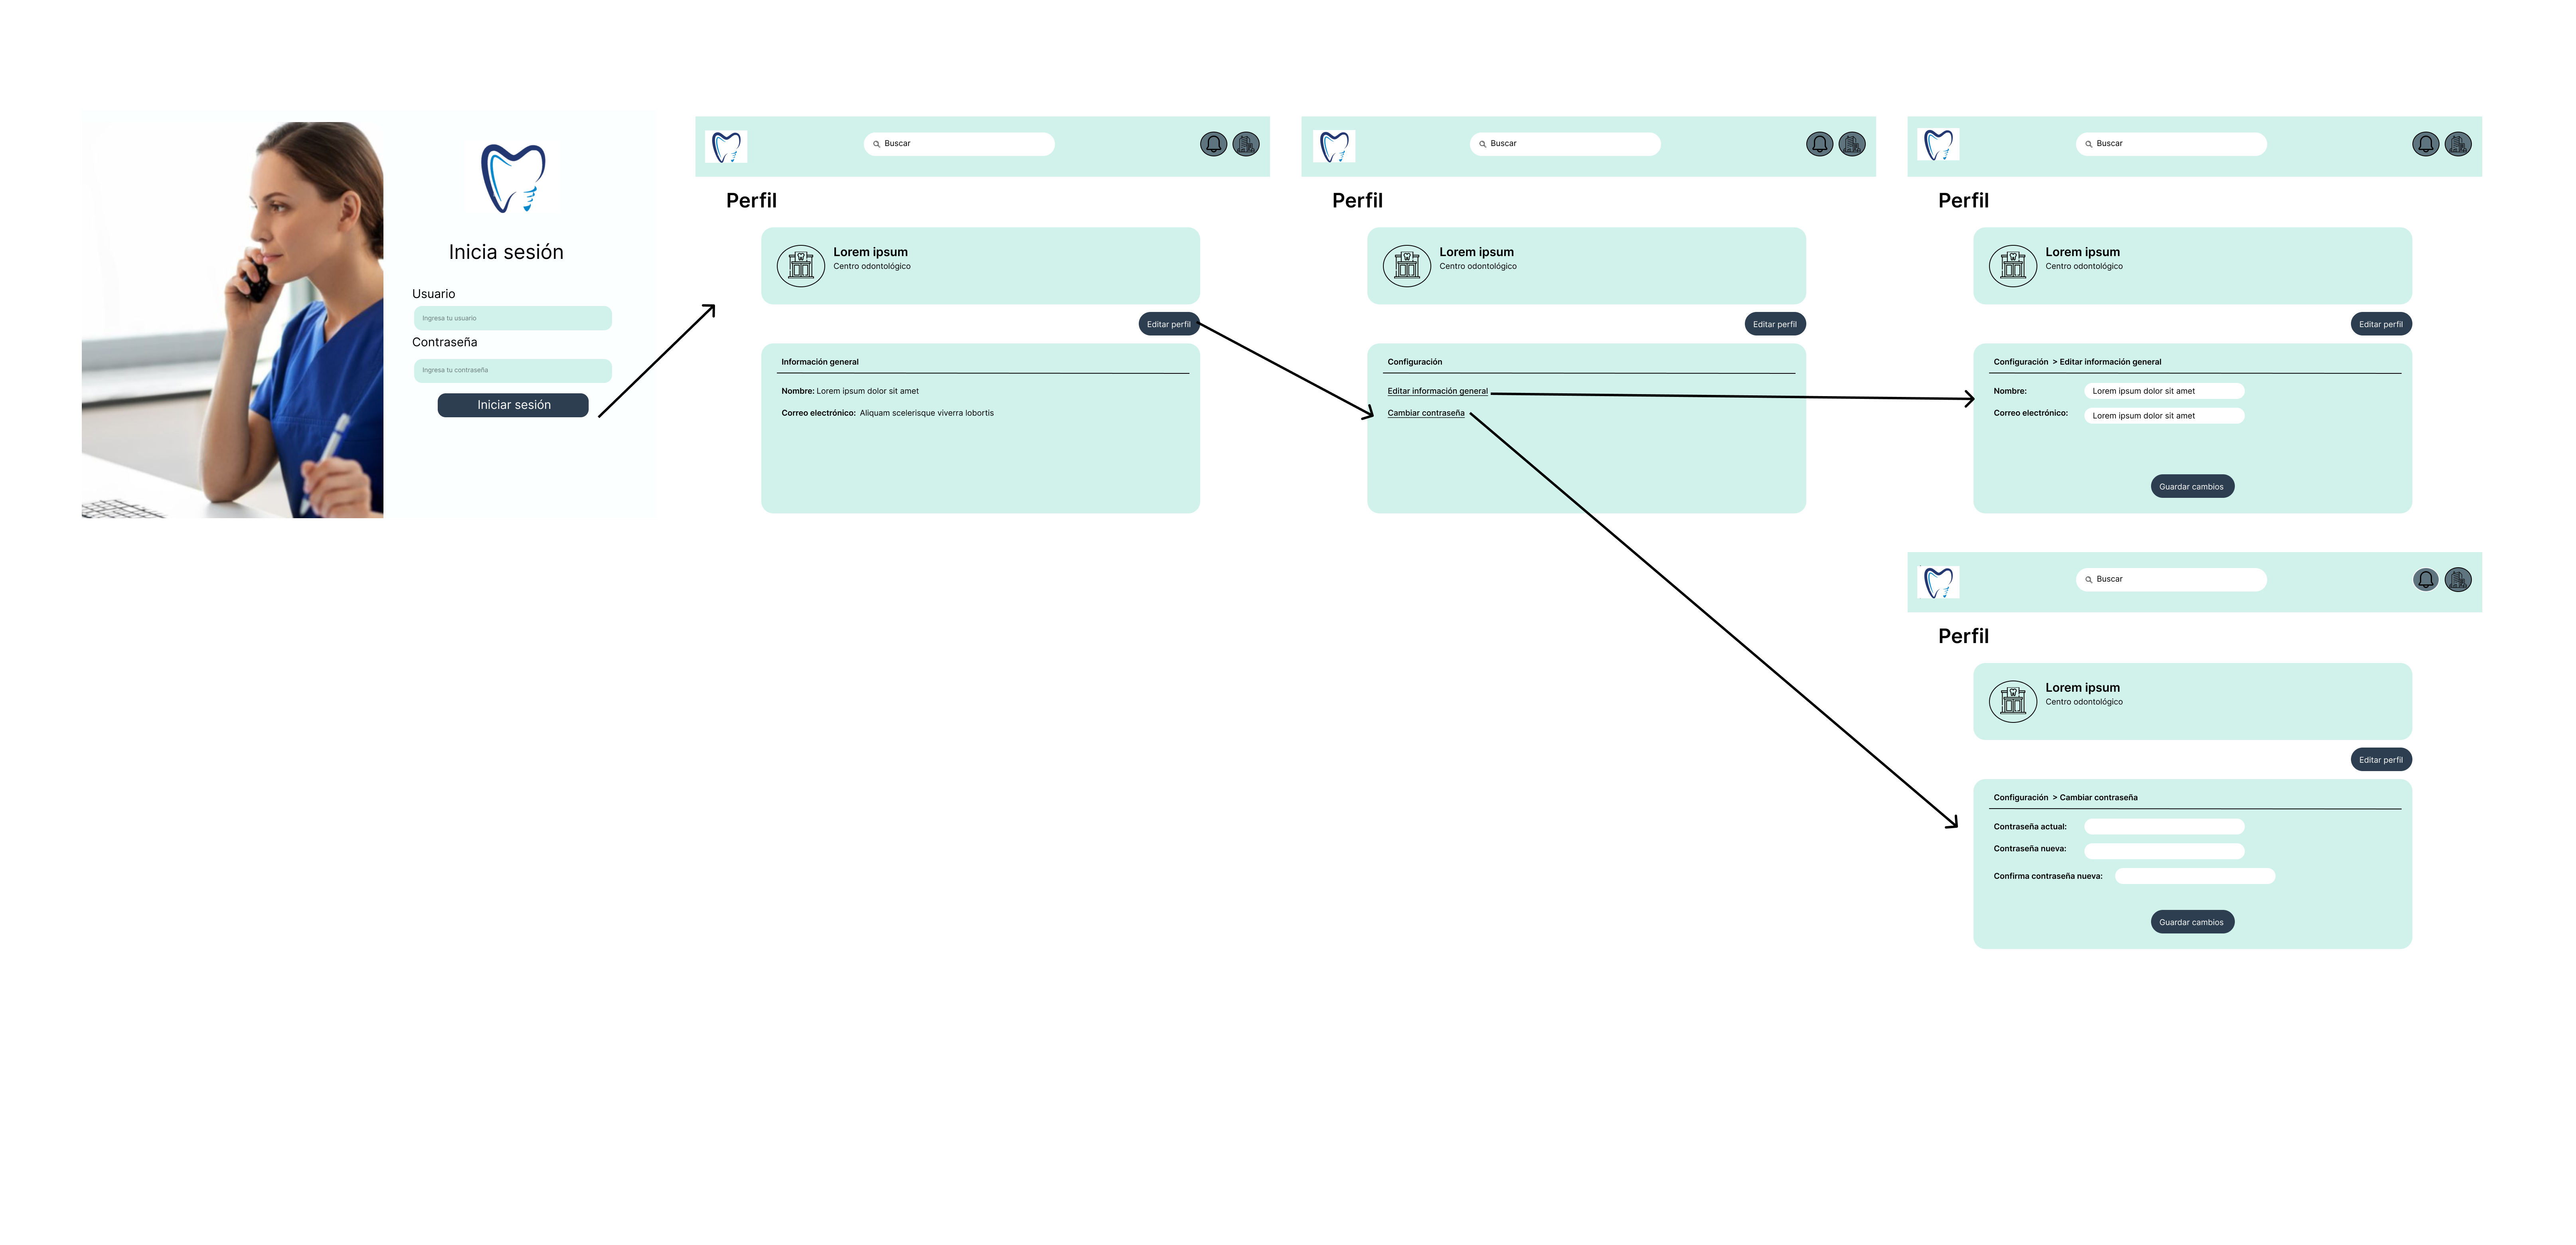 Inicia sesión
Usuario
Ingresa tu usuario
Contraseña
Ingresa tu contraseña
Iniciar sesión
Buscar
Perfil
Lorem ipsum
Centro odontológico
Editar perfil
Información general
Nombre: Lorem ipsum dolor sit amet
Correo electrónico: Aliquam scelerisque viverra lobortis
Buscar
Perfil
Lorem ipsum
Centro odontológico
Editar perfil
Configuración
Editar información general
Cambiar contraseña
Buscar
Perfil
Lorem ipsum
Centro odontológico
Editar perfil
Configuración > Editar información general
Nombre: Lorem ipsum dolor sit amet
Correo electrónico: Lorem ipsum dolor sit amet
Guardar cambios
Buscar
Perfil
Lorem ipsum
Centro odontológico
Editar perfil
Configuración > Cambiar contraseña
Contraseña actual:
Contraseña nueva:
Confirma contraseña nueva:
Guardar cambios